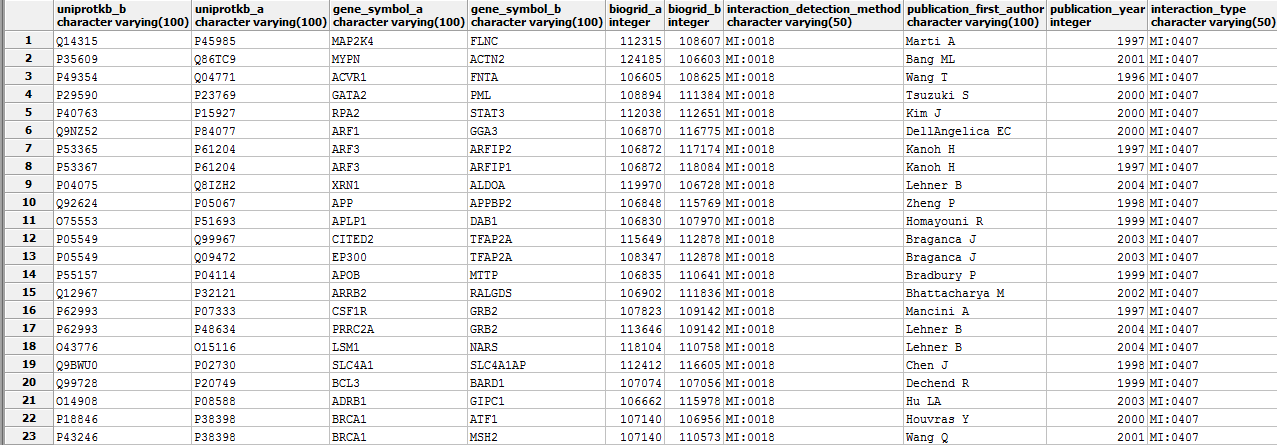 uniprotkb_b uniprotkb_a gene_symbol_a gene_symbol_b biogrid_a biogrid_b interaction_detection_method publication_first_author publication_year interaction_type
character varying(100) character varying(100) character varying(100) character varying(100) integer integer character varying(50) character varying(100) integer character varying(50)
1 Q14315 P45985 MAP2K4 FLNC 112315 108607 MI:0018 Marti A 1997 MI:0407
2 P35609 Q86TC9 MYPN ACTN2 124185 106603 MI:0018 Bang ML 2001 MI:0407
3 P49354 Q04771 ACVR1 FNTA 106605 108625 MI:0018 Wang T 1996 MI:0407
4 P29590 P23769 GATA2 PML 108894 111384 MI:0018 Tsuzuki S 2000 MI:0407
5 P40763 P15927 RPA2 STAT3 112038 112651 MI:0018 Kim J 2000 MI:0407
6 Q9NZ52 P84077 ARF1 GGA3 106870 116775 MI:0018 DellAngelica EC 2000 MI:0407
7 P53365 P61204 ARF3 ARFIP2 106872 117174 MI:0018 Kanoh H 1997 MI:0407
8 P53367 P61204 ARF3 ARFIP1 106872 118084 MI:0018 Kanoh H 1997 MI:0407
9 P04075 Q8IZH2 XRN1 ALDOA 119970 106728 MI:0018 Lehner B 2004 MI:0407
10 Q92624 P05067 APP APPBP2 106848 115769 MI:0018 Zheng P 1998 MI:0407
11 O75553 P51693 APLP1 DAB1 106830 107970 MI:0018 Homayouni R 1999 MI:0407
12 P05549 Q99967 CITED2 TFAP2A 115649 112878 MI:0018 Braganca J 2003 MI:0407
13 P05549 Q09472 EP300 TFAP2A 108347 112878 MI:0018 Braganca J 2003 MI:0407
14 P55157 P04114 APOB MTTP 106835 110641 MI:0018 Bradbury P 1999 MI:0407
15 Q12967 P32121 ARRB2 RALGDS 106902 111836 MI:0018 Bhattacharya M 2002 MI:0407
16 P62993 P07333 CSF1R GRB2 107823 109142 MI:0018 Mancini A 1997 MI:0407
17 P62993 P48634 PRRC2A GRB2 113646 109142 MI:0018 Lehner B 2004 MI:0407
18 O43776 O15116 LSM1 NARS 118104 110758 MI:0018 Lehner B 2004 MI:0407
19 Q9BWU0 P02730 SLC4A1 SLC4A1AP 112412 116605 MI:0018 Chen J 1998 MI:0407
20 Q99728 P20749 BCL3 BARD1 107074 107056 MI:0018 Dechend R 1999 MI:0407
21 O14908 P08588 ADRB1 GIPC1 106662 115978 MI:0018 Hu LA 2003 MI:0407
22 P18846 P38398 BRCA1 ATF1 107140 106956 MI:0018 Houvras Y 2000 MI:0407
23 P43246 P38398 BRCA1 MSH2 107140 110573 MI:0018 Wang Q 2001 MI:0407